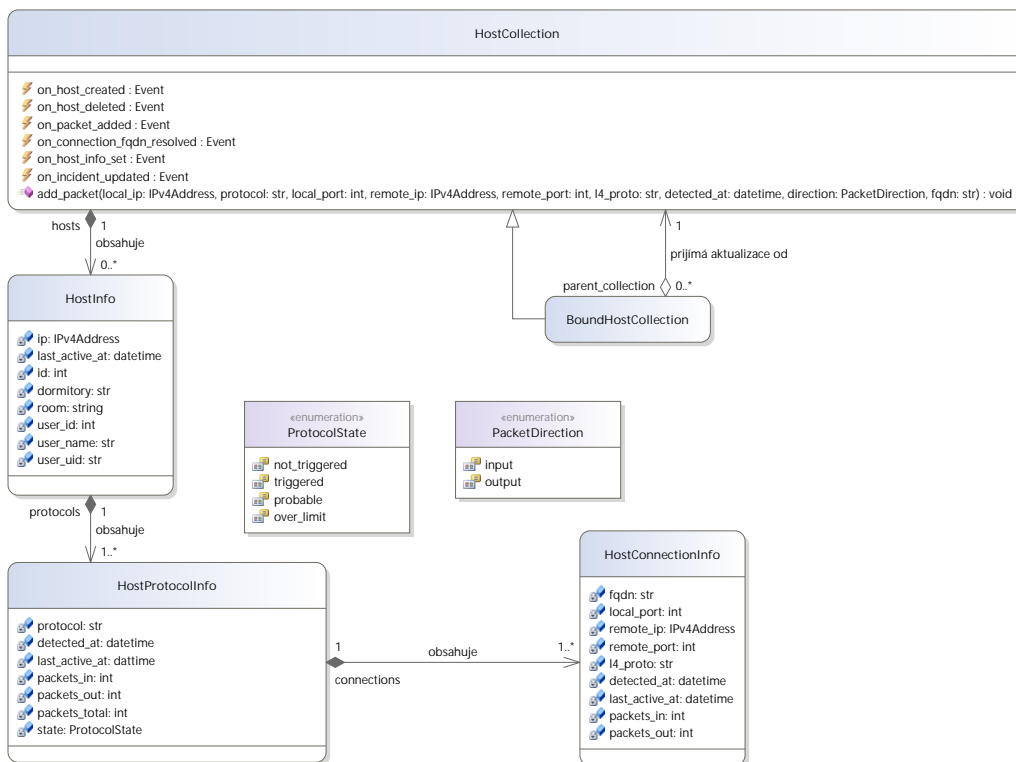 HostCollection
on_host_created : Event
on_host_deleted : Event
on_packet_added : Event
on_connection_fqdn_resolved : Event
on_host_info_set : Event
on_incident_updated : Event
add_packet(local_ip: IPv4Address, protocol: str, local_port: int, remote_ip: IPv4Address, remote_port: int, l4_proto: str, detected_at: datetime, direction: PacketDirection, fqdn: str) : void
hosts
1
obsahuje
0..*
1
prijímá aktualizace od
parent_collection
0..*
BoundHostCollection
HostInfo
ip: IPv4Address
last_active_at: datetime
id: int
dormitory: str
room: string
user_id: int
user_name: str
user_uid: str
«enumeration»
ProtocolState
not_triggered
triggered
probable
over_limit
«enumeration»
PacketDirection
input
output
protocols
1
obsahuje
1..*
HostProtocolInfo
protocol: str
detected_at: datetime
last_active_at: dattime
packets_in: int
packets_out: int
packets_total: int
state: ProtocolState
1
obsahuje
1..*
connections
HostConnectionInfo
fqdn: str
local_port: int
remote_ip: IPv4Address
remote_port: int
l4_proto: str
detected_at: datetime
last_active_at: datetime
packets_in: int
packets_out: int